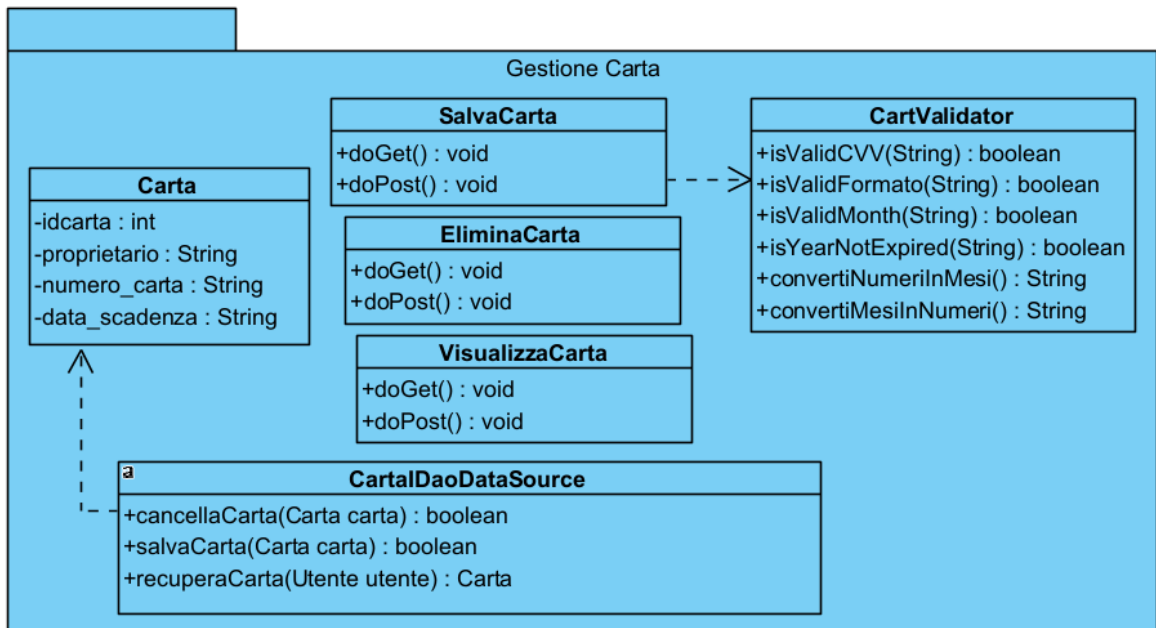 Gestione Carta
SalvaCarta
+doGet() : void
+doPost() : void
CartValidator
+isValidCVV(String) : boolean
+isValidFormato(String) : boolean
+isValidMonth(String) : boolean
+isYearNotExpired(String) : boolean
+convertiNumeriInMesi() : String
+convertiMesiInNumeri() : String
Carta
-idcarta : int
-proprietario : String
-numero_carta : String
-data_scadenza : String
EliminaCarta
+doGet() : void
+doPost() : void
VisualizzaCarta
+doGet() : void
+doPost() : void
a
CartaIDaoDataSource
+cancellaCarta(Carta carta) : boolean
+salvaCarta(Carta carta) : boolean
+recuperaCarta(Utente utente) : Carta